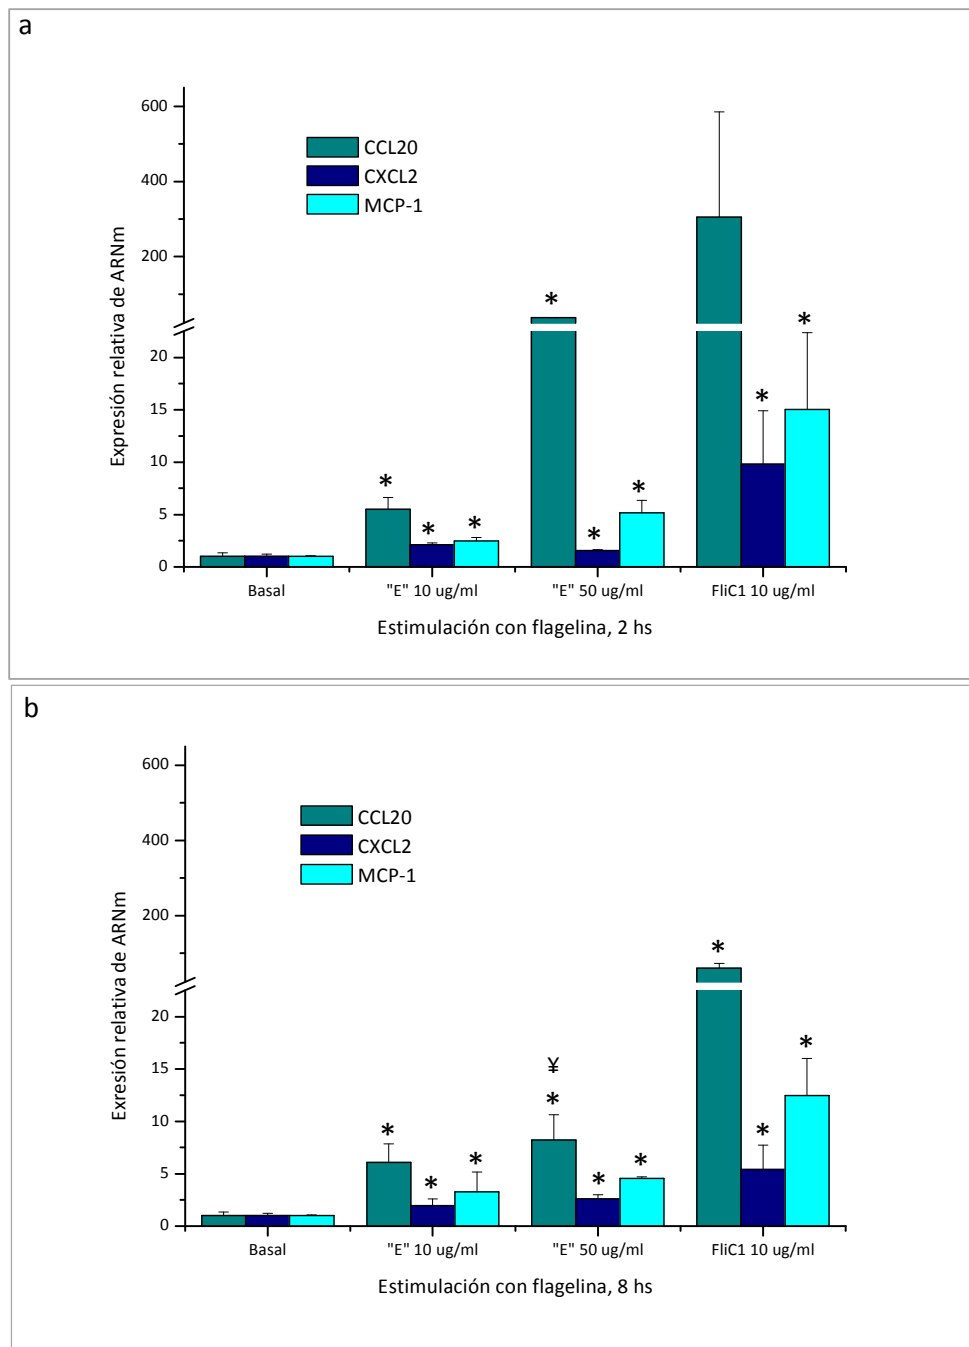 a
600
400
200
20
15
10
5
0
Expresión relativa de ARNm
CCL20
CXCL2
MCP-1
*
*
*
*
*
*
*
*
Basal
"E" 10 ug/ml
"E" 50 ug/ml
FliC1 10 ug/ml
Estimulación con flagelina, 2 hs
b
600
400
200
20
15
10
5
0
Exresión relativa de ARNm
CCL20
CXCL2
MCP-1
*
*
*
¥
*
*
*
*
*
*
Basal
"E" 10 ug/ml
"E" 50 ug/ml
FliC1 10 ug/ml
Estimulación con flagelina, 8 hs